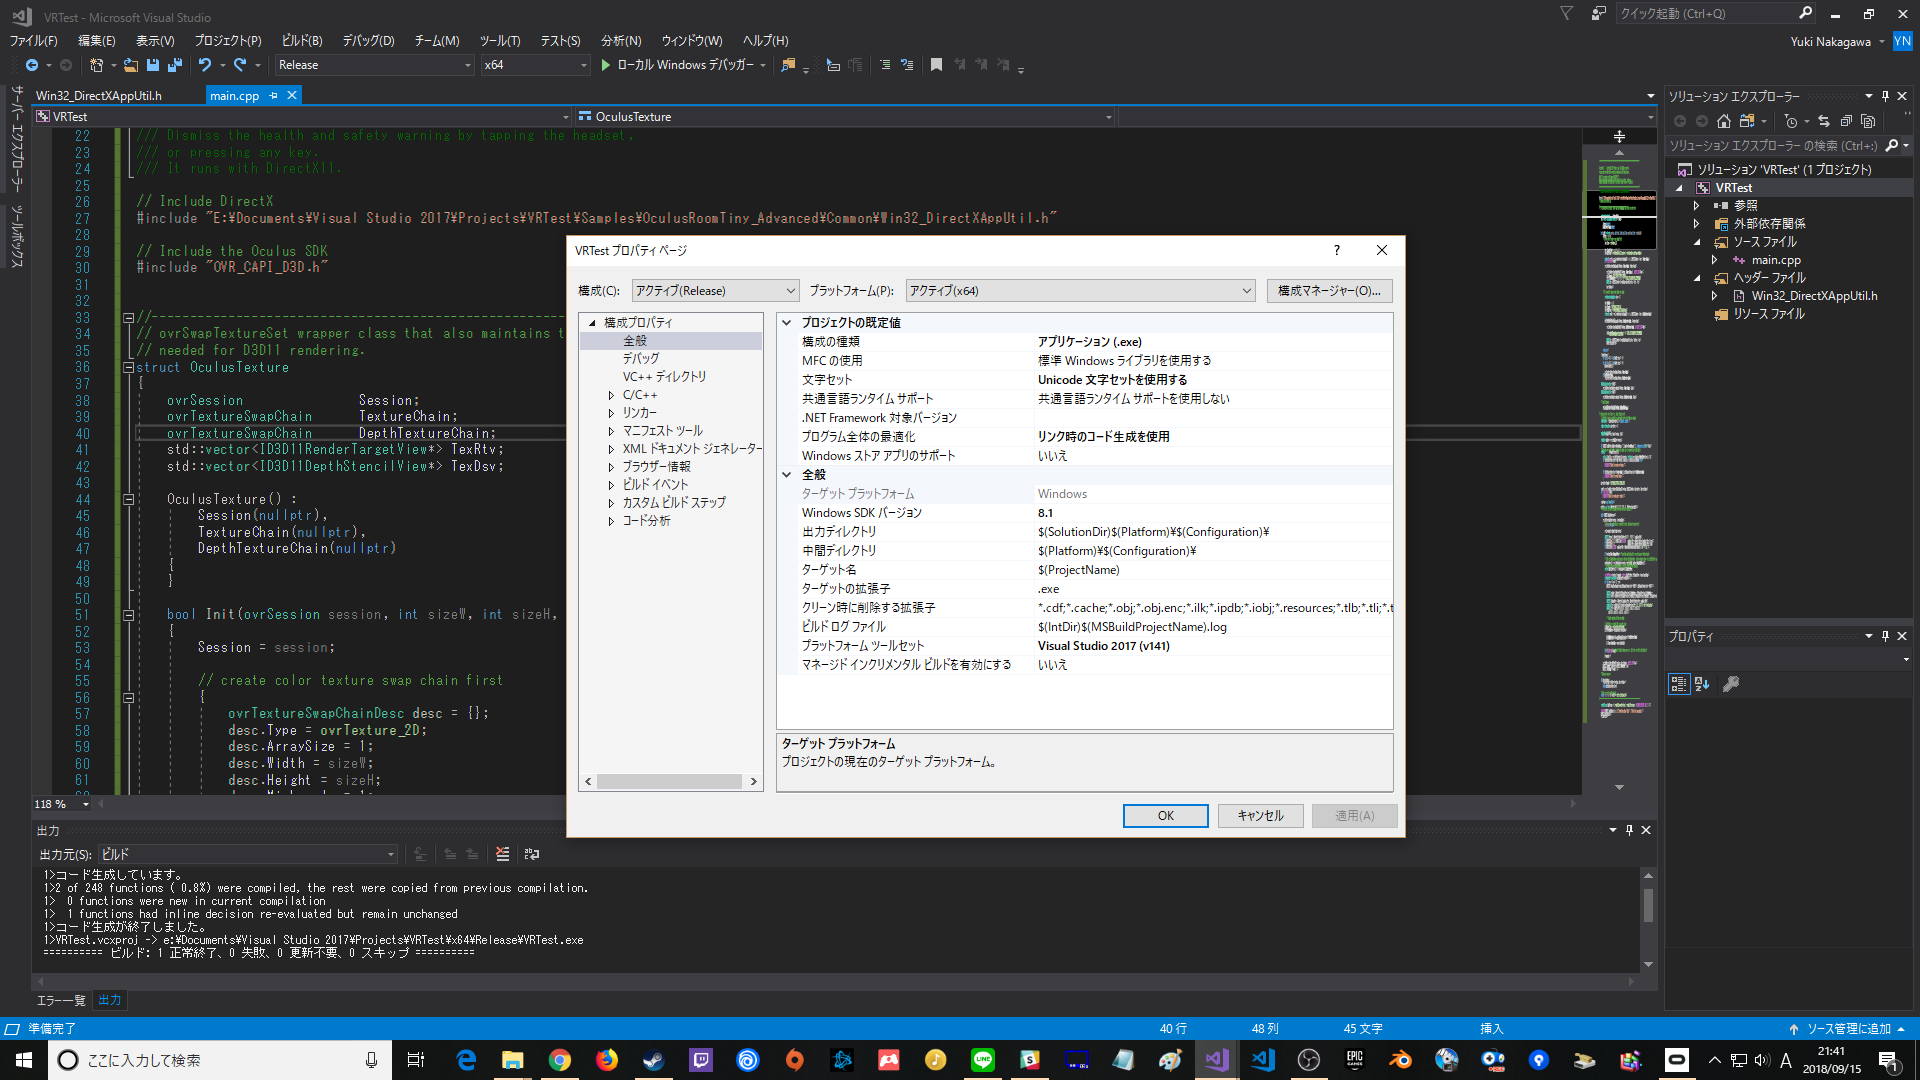 VRTest - Microsoft Visual Studio
クイック起動 (Ctrl+Q)
ファイル(F) 編集(E) 表示(V) プロジェクト(P) ビルド(B) デバッグ(D) チーム(M) ツール(T) テスト(S) 分析(N) ウィンドウ(W) ヘルプ(H)
Yuki Nakagawa YN
Release x64 ローカル Windows デバッガー
サーバー エクスプローラー
ツールボックス
Win32_DirectXAppUtil.h main.cpp
VRTest OculusTexture
22 /// Dismiss the health and safety warning by tapping the headset,
23 /// or pressing any key.
24 /// It runs with DirectX11.
25
26 // Include DirectX
27 #include "E:¥Documents¥Visual Studio 2017¥Projects¥VRTest¥Samples¥OculusRoomTiny_Advanced¥Common¥Win32_DirectXAppUtil.h"
28
29 // Include the Oculus SDK
30 #include "OVR_CAPI_D3D.h"
31
32
33 //------------------------------------------------------------
34 // ovrSwapTextureSet wrapper class that also maintains t
35 // needed for D3D11 rendering.
36 struct OculusTexture
37 {
38 ovrSession Session;
39 ovrTextureSwapChain TextureChain;
40 ovrTextureSwapChain DepthTextureChain;
41 std::vector<ID3D11RenderTargetView*> TexRtv;
42 std::vector<ID3D11DepthStencilView*> TexDsv;
43
44 OculusTexture() :
45 Session(nullptr),
46 TextureChain(nullptr),
47 DepthTextureChain(nullptr)
48 {
49 }
50
51 bool Init(ovrSession session, int sizeW, int sizeH,
52 {
53 Session = session;
54
55 // create color texture swap chain first
56 {
57 ovrTextureSwapChainDesc desc = {};
58 desc.Type = ovrTexture_2D;
59 desc.ArraySize = 1;
60 desc.Width = sizeW;
61 desc.Height = sizeH;
118 %
VRTest プロパティ ページ
? ×
構成(C): アクティブ(Release) プラットフォーム(P): アクティブ(x64) 構成マネージャー(O)...
構成プロパティ
全般
デバッグ
VC++ ディレクトリ
C/C++
リンカー
マニフェスト ツール
XML ドキュメント ジェネレーター
ブラウザー情報
ビルド イベント
カスタム ビルド ステップ
コード分析
プロジェクトの既定値
構成の種類 アプリケーション (.exe)
MFC の使用 標準 Windows ライブラリを使用する
文字セット Unicode 文字セットを使用する
共通言語ランタイム サポート 共通言語ランタイム サポートを使用しない
.NET Framework 対象バージョン
プログラム全体の最適化 リンク時のコード生成を使用
Windows ストア アプリのサポート いいえ
全般
ターゲット プラットフォーム Windows
Windows SDK バージョン 8.1
出力ディレクトリ $(SolutionDir)$(Platform)¥$(Configuration)¥
中間ディレクトリ $(Platform)¥$(Configuration)¥
ターゲット名 $(ProjectName)
ターゲットの拡張子 .exe
クリーン時に削除する拡張子 *.cdf;*.cache;*.obj;*.obj.enc;*.ilk;*.ipdb;*.iobj;*.resources;*.tlb;*.tli;*.t
ビルド ログ ファイル $(IntDir)$(MSBuildProjectName).log
プラットフォーム ツールセット Visual Studio 2017 (v141)
マネージド インクリメンタル ビルドを有効にする いいえ
ターゲット プラットフォーム
プロジェクトの現在のターゲット プラットフォーム。
OK キャンセル 適用(A)
ソリューション エクスプローラー
ソリューション エクスプローラー の検索 (Ctrl+;)
ソリューション 'VRTest' (1 プロジェクト)
VRTest
参照
外部依存関係
ソース ファイル
main.cpp
ヘッダー ファイル
Win32_DirectXAppUtil.h
リソース ファイル
プロパティ
出力
出力元(S): ビルド
1>コード生成しています。
1>2 of 248 functions ( 0.8%) were compiled, the rest were copied from previous compilation.
1> 0 functions were new in current compilation
1> 1 functions had inline decision re-evaluated but remain unchanged
1>コード生成が終了しました。
1>VRTest.vcxproj -> e:¥Documents¥Visual Studio 2017¥Projects¥VRTest¥x64¥Release¥VRTest.exe
========== ビルド: 1 正常終了、0 失敗、0 更新不要、0 スキップ ==========
エラー一覧 出力
準備完了 40 行 48 列 45 文字 挿入 ソース管理に追加
ここに入力して検索
EPIC GAMES
A
21:41
2018/09/15
1